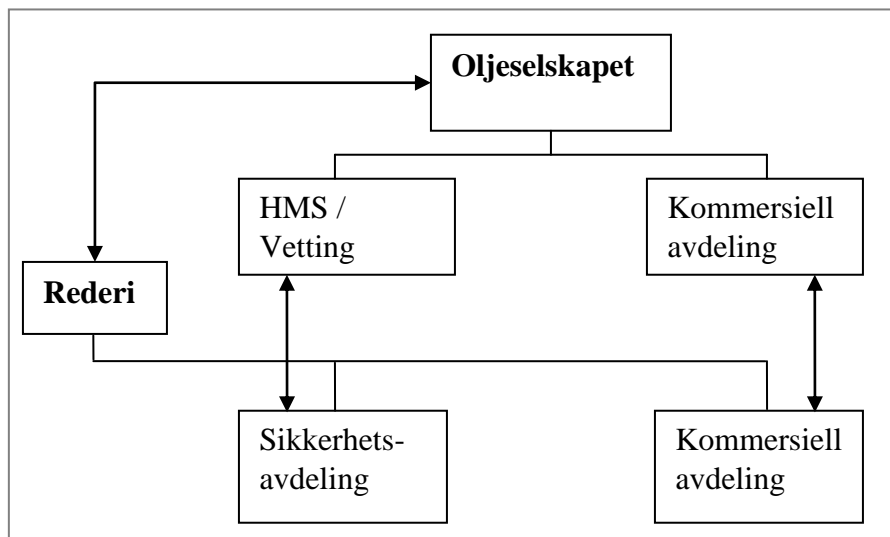 Oljeselskapet
HMS /
Vetting
Kommersiell
avdeling
Rederi
Sikkerhets-
avdeling
Kommersiell
avdeling